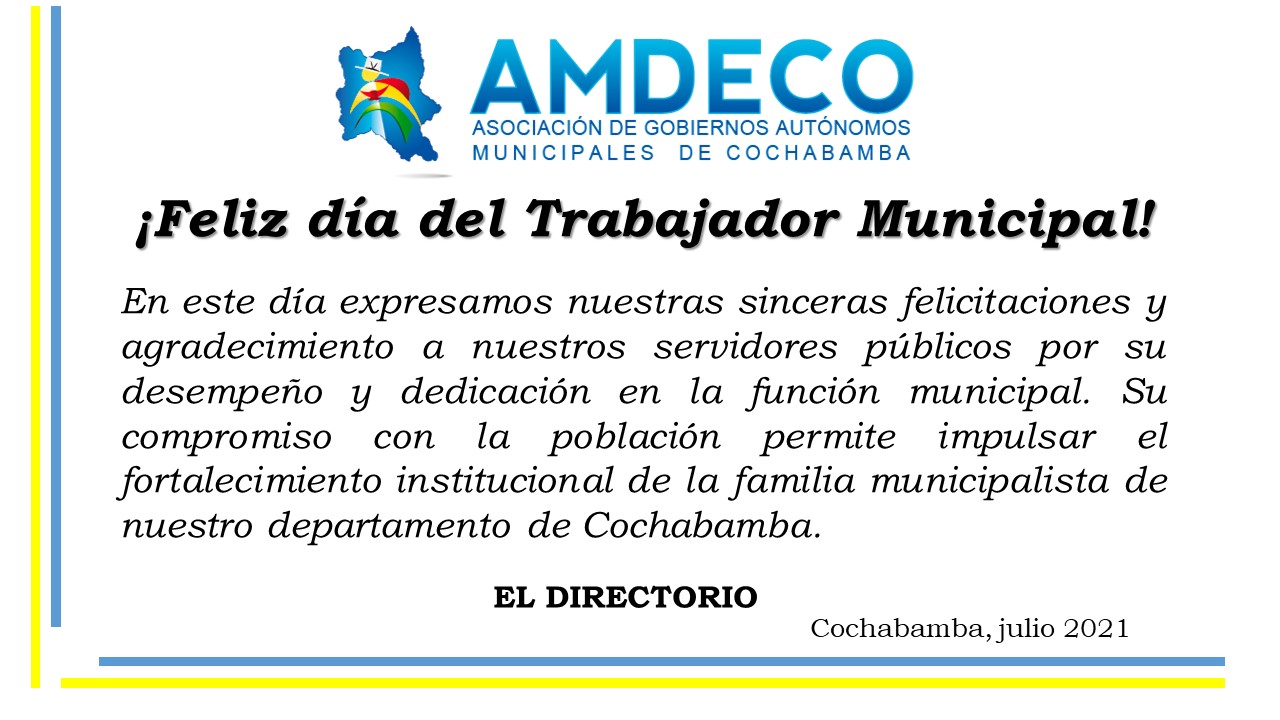 AMDECO
ASOCIACIÓN DE GOBIERNOS AUTÓNOMOS
MUNICIPALES DE COCHABAMBA
¡Feliz día del Trabajador Municipal!
En este día expresamos nuestras sinceras felicitaciones y
agradecimiento a nuestros servidores públicos por su
desempeño y dedicación en la función municipal. Su
compromiso con la población permite impulsar el
fortalecimiento institucional de la familia municipalista de
nuestro departamento de Cochabamba.
EL DIRECTORIO
Cochabamba, julio 2021